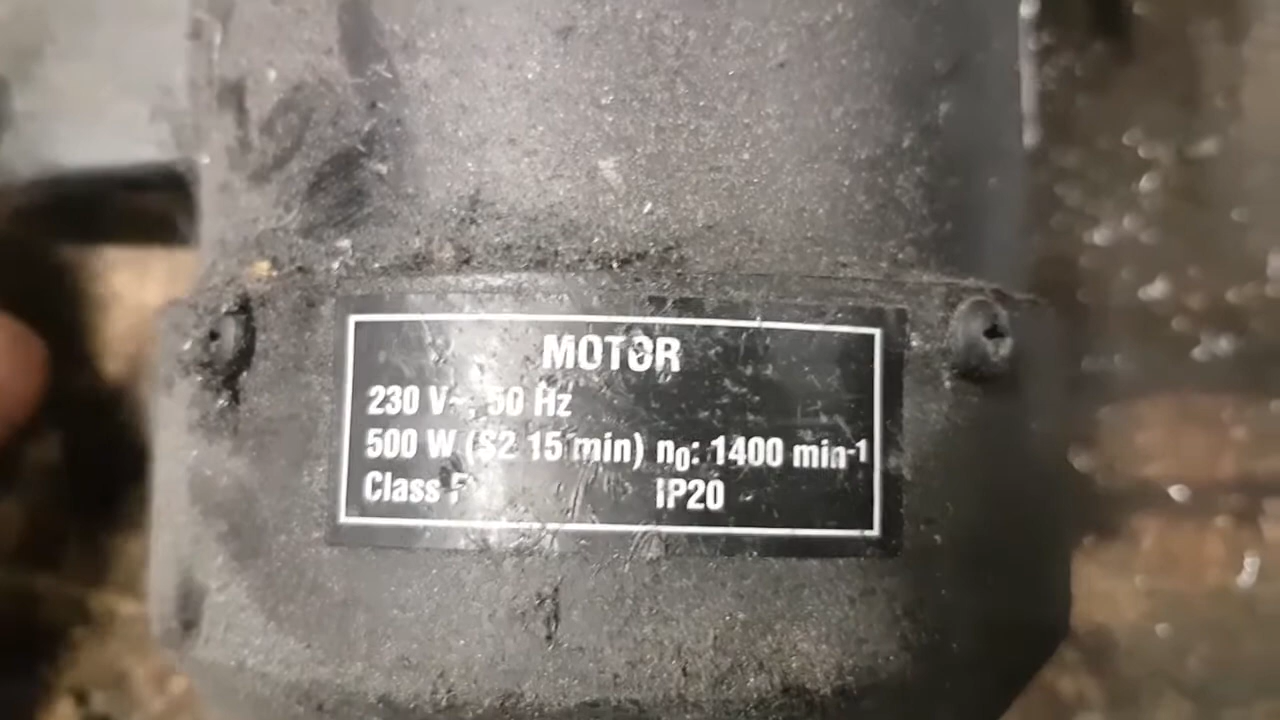 MOTOR
230 V~, 50 Hz
500 W (S2 15 min) n₀: 1400 min⁻¹
Class F IP20